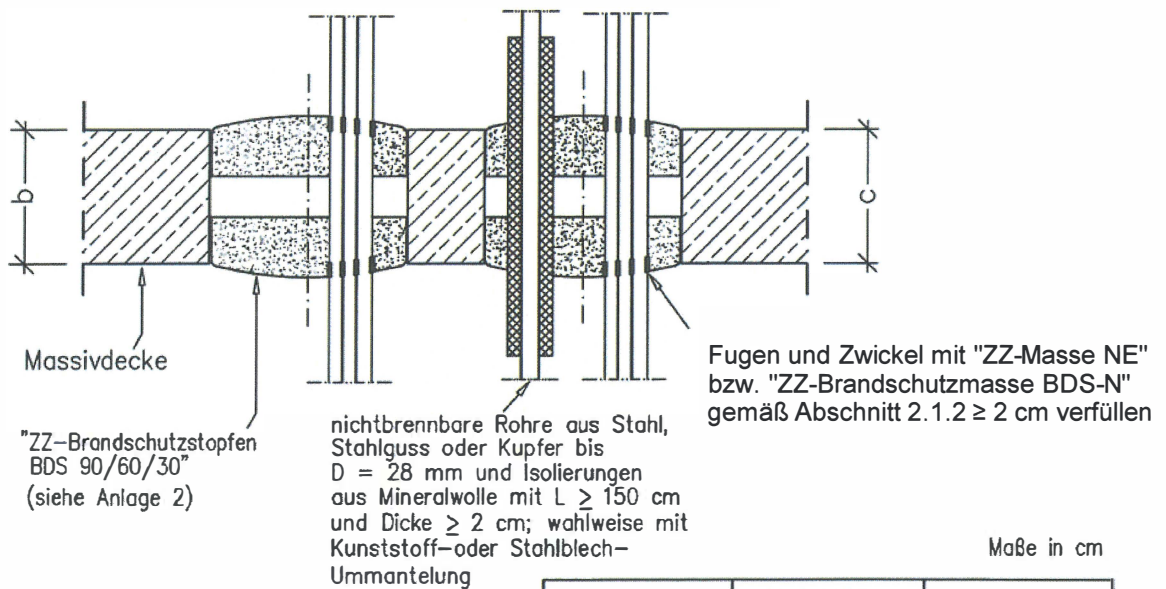 b
c
Massivdecke
"ZZ-Brandschutzstopfen
BDS 90/60/30"
(siehe Anlage 2)
nichtbrennbare Rohre aus Stahl,
Stahlguss oder Kupfer bis
D = 28 mm und Isolierungen
aus Mineralwolle mit L ≥ 150 cm
und Dicke ≥ 2 cm; wahlweise mit
Kunststoff-oder Stahlblech-
Ummantelung
Fugen und Zwickel mit "ZZ-Masse NE"
bzw. "ZZ-Brandschutzmasse BDS-N"
gemäß Abschnitt 2.1.2 ≥ 2 cm verfüllen
Maße in cm